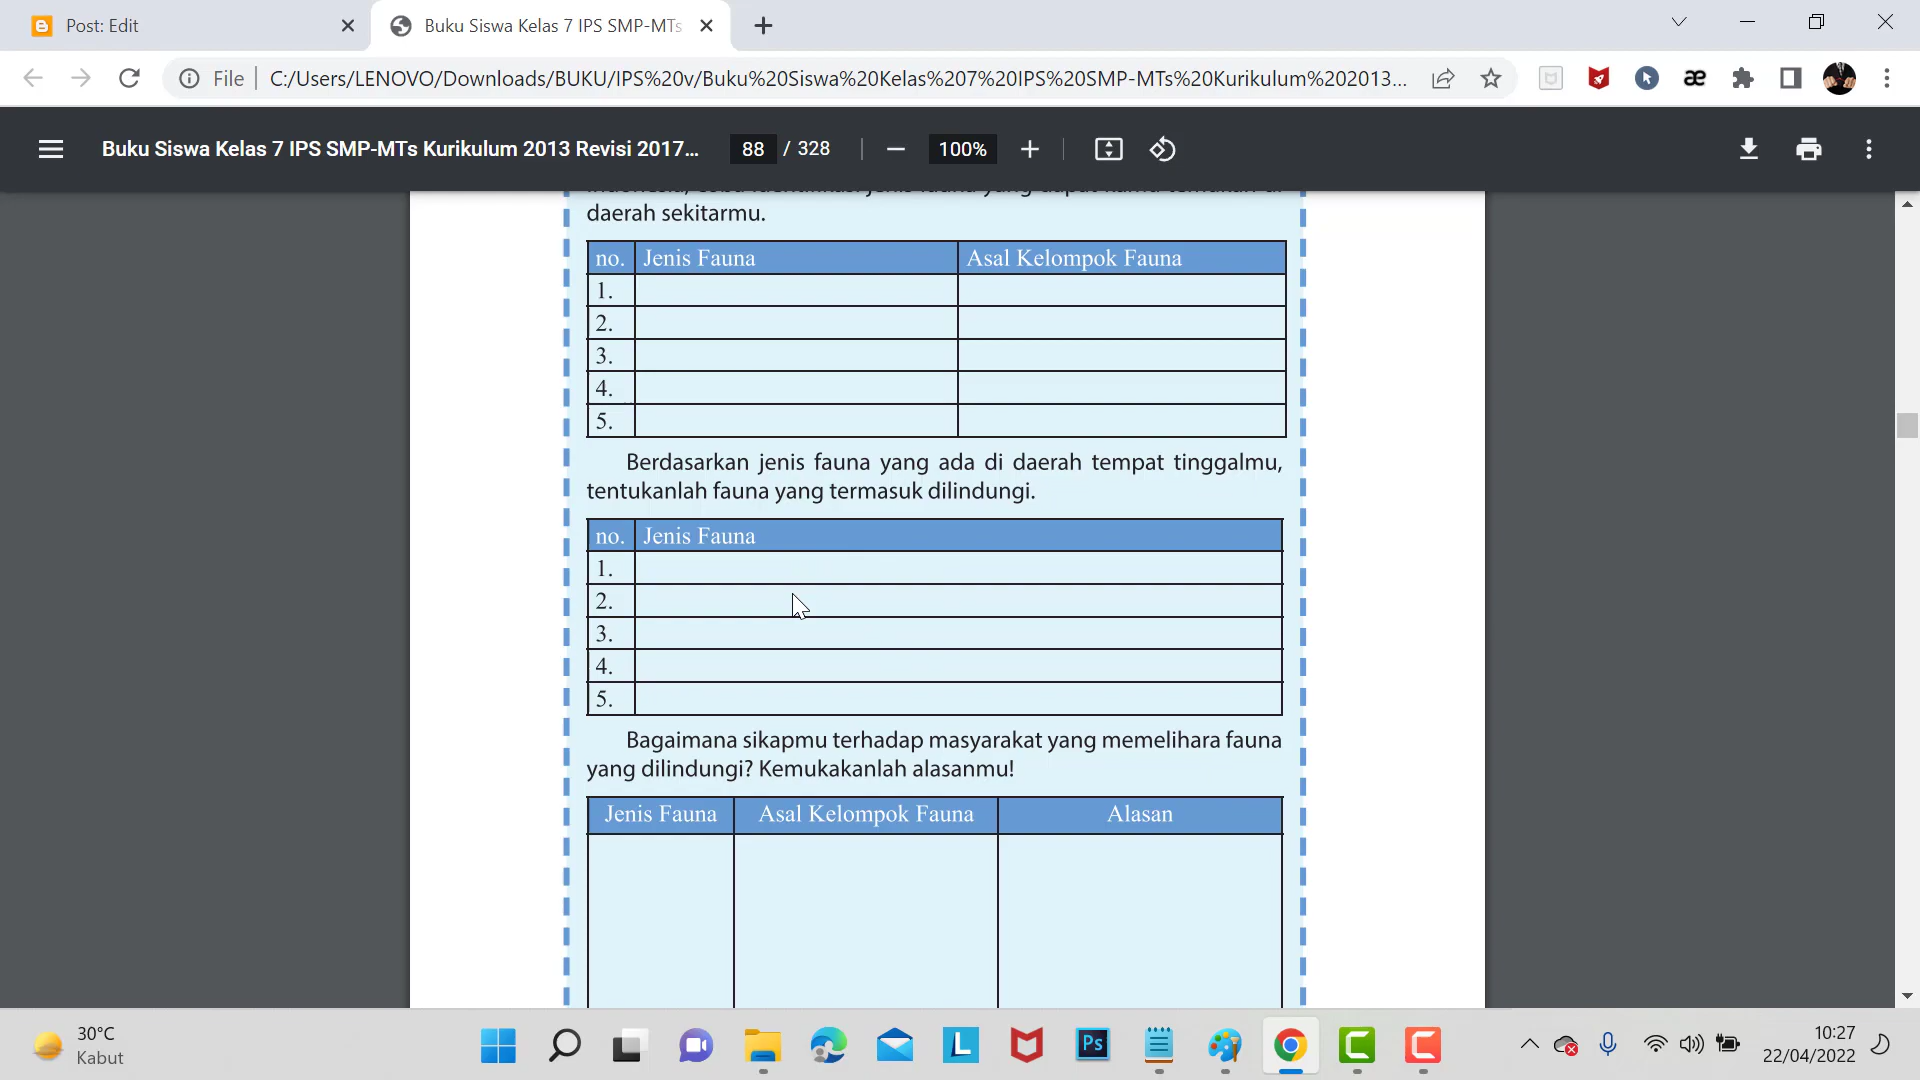 Post: Edit
Buku Siswa Kelas 7 IPS SMP-MTs
File
C:/Users/LENOVO/Downloads/BUKU/IPS%20v/Buku%20Siswa%20Kelas%207%20IPS%20SMP-MTs%20Kurikulum%202013...
æ
Buku Siswa Kelas 7 IPS SMP-MTs Kurikulum 2013 Revisi 2017...
88 / 328
100%
daerah sekitarmu.
no. Jenis Fauna Asal Kelompok Fauna
1.
2.
3.
4.
5.
Berdasarkan jenis fauna yang ada di daerah tempat tinggalmu,
tentukanlah fauna yang termasuk dilindungi.
no. Jenis Fauna
1.
2.
3.
4.
5.
Bagaimana sikapmu terhadap masyarakat yang memelihara fauna
yang dilindungi? Kemukakanlah alasanmu!
Jenis Fauna Asal Kelompok Fauna Alasan
30°C
Kabut
L
Ps
10:27
22/04/2022